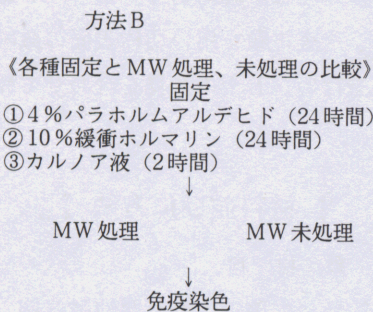 方法B
《各種固定とMW処理、未処理の比較》
固定
①4%パラホルムアルデヒド(24時間)
②10%緩衝ホルマリン(24時間)
③カルノア液(2時間)
↓
MW処理 MW未処理
↓
免疫染色